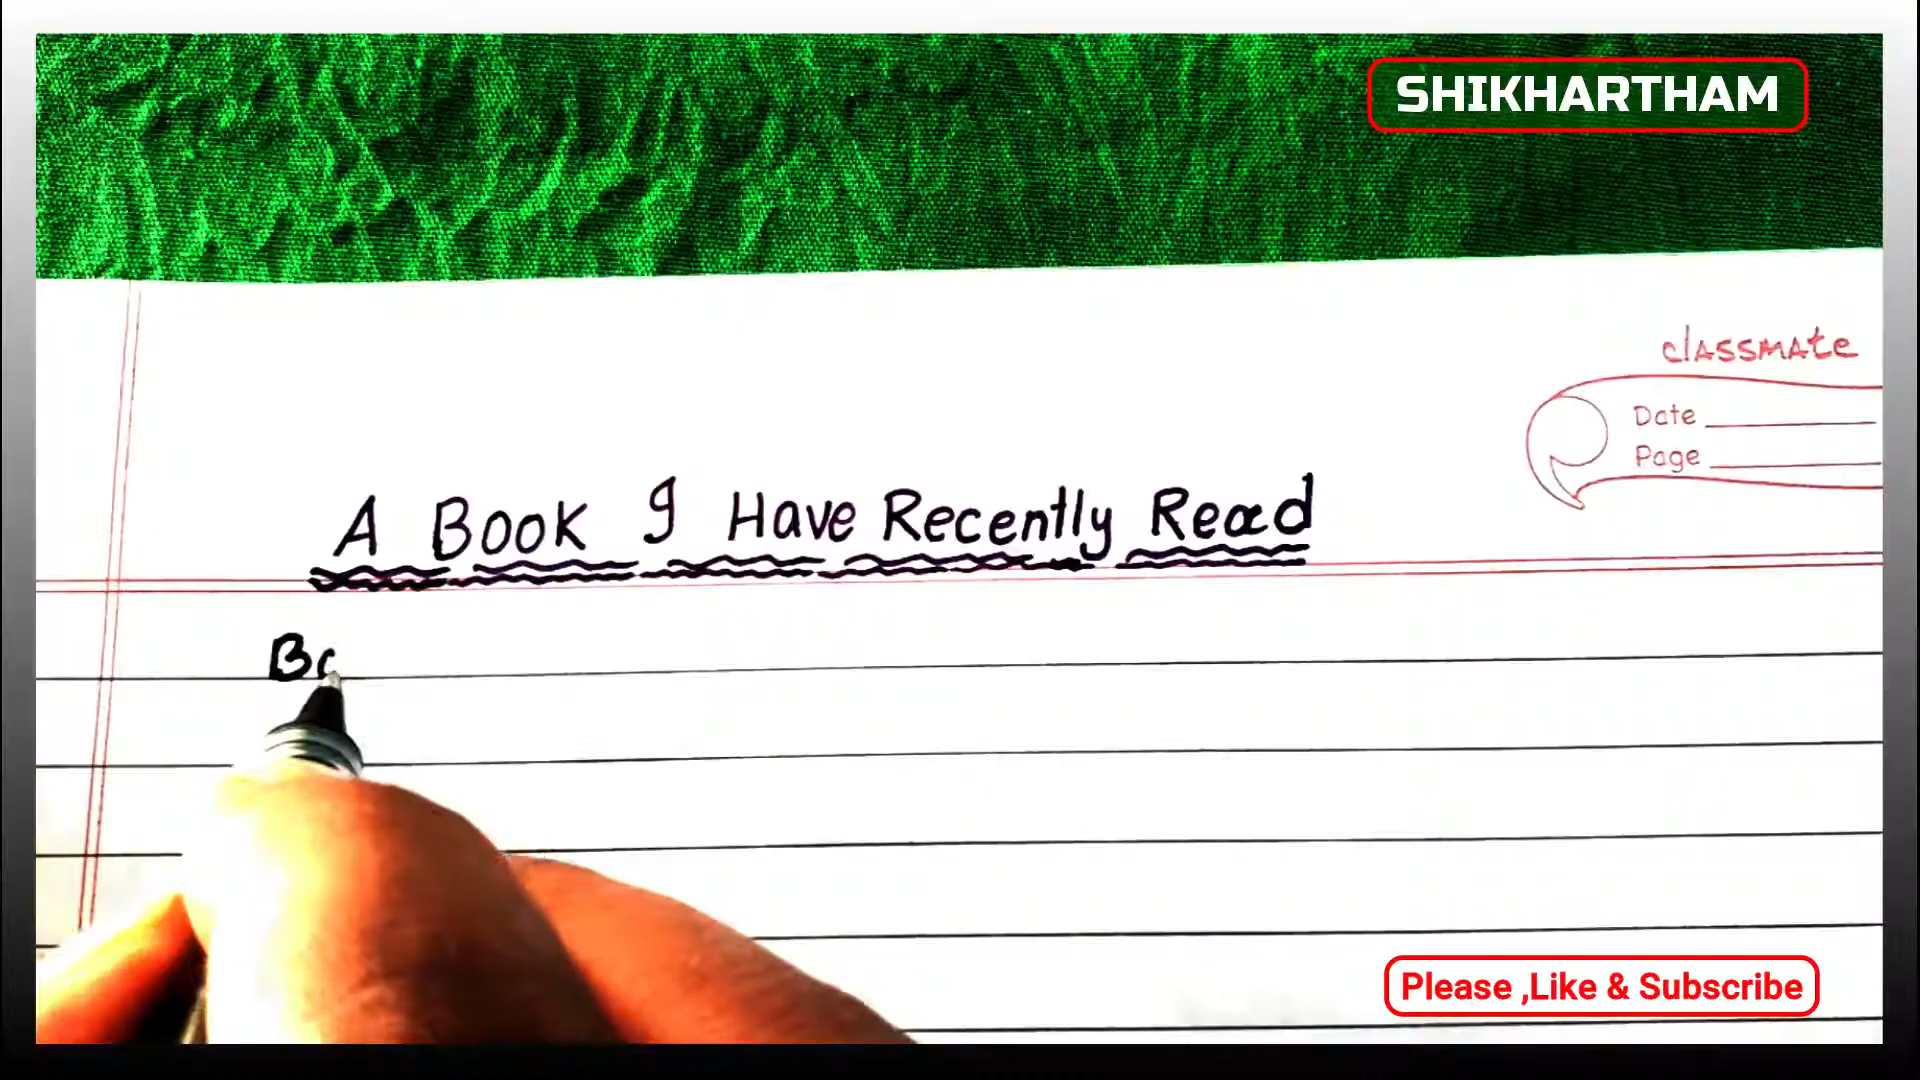 SHIKHARTHAM
classmate
Date
Page
A Book I Have Recently Read
Please ,Like & Subscribe